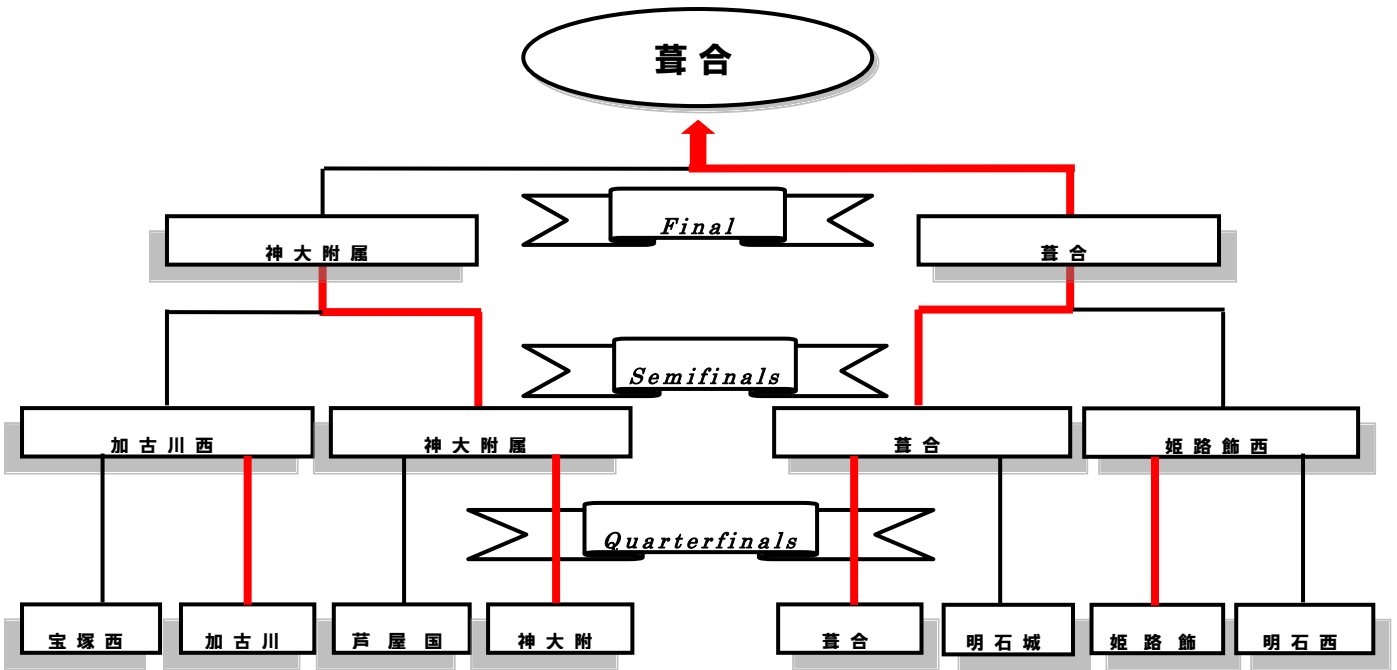 葺合
Final
神大附属
葺合
Semifinals
加古川西
神大附属
葺合
姫路飾西
Quarterfinals
宝塚西
加古川
芦屋国
神大附
葺合
明石城
姫路飾
明石西